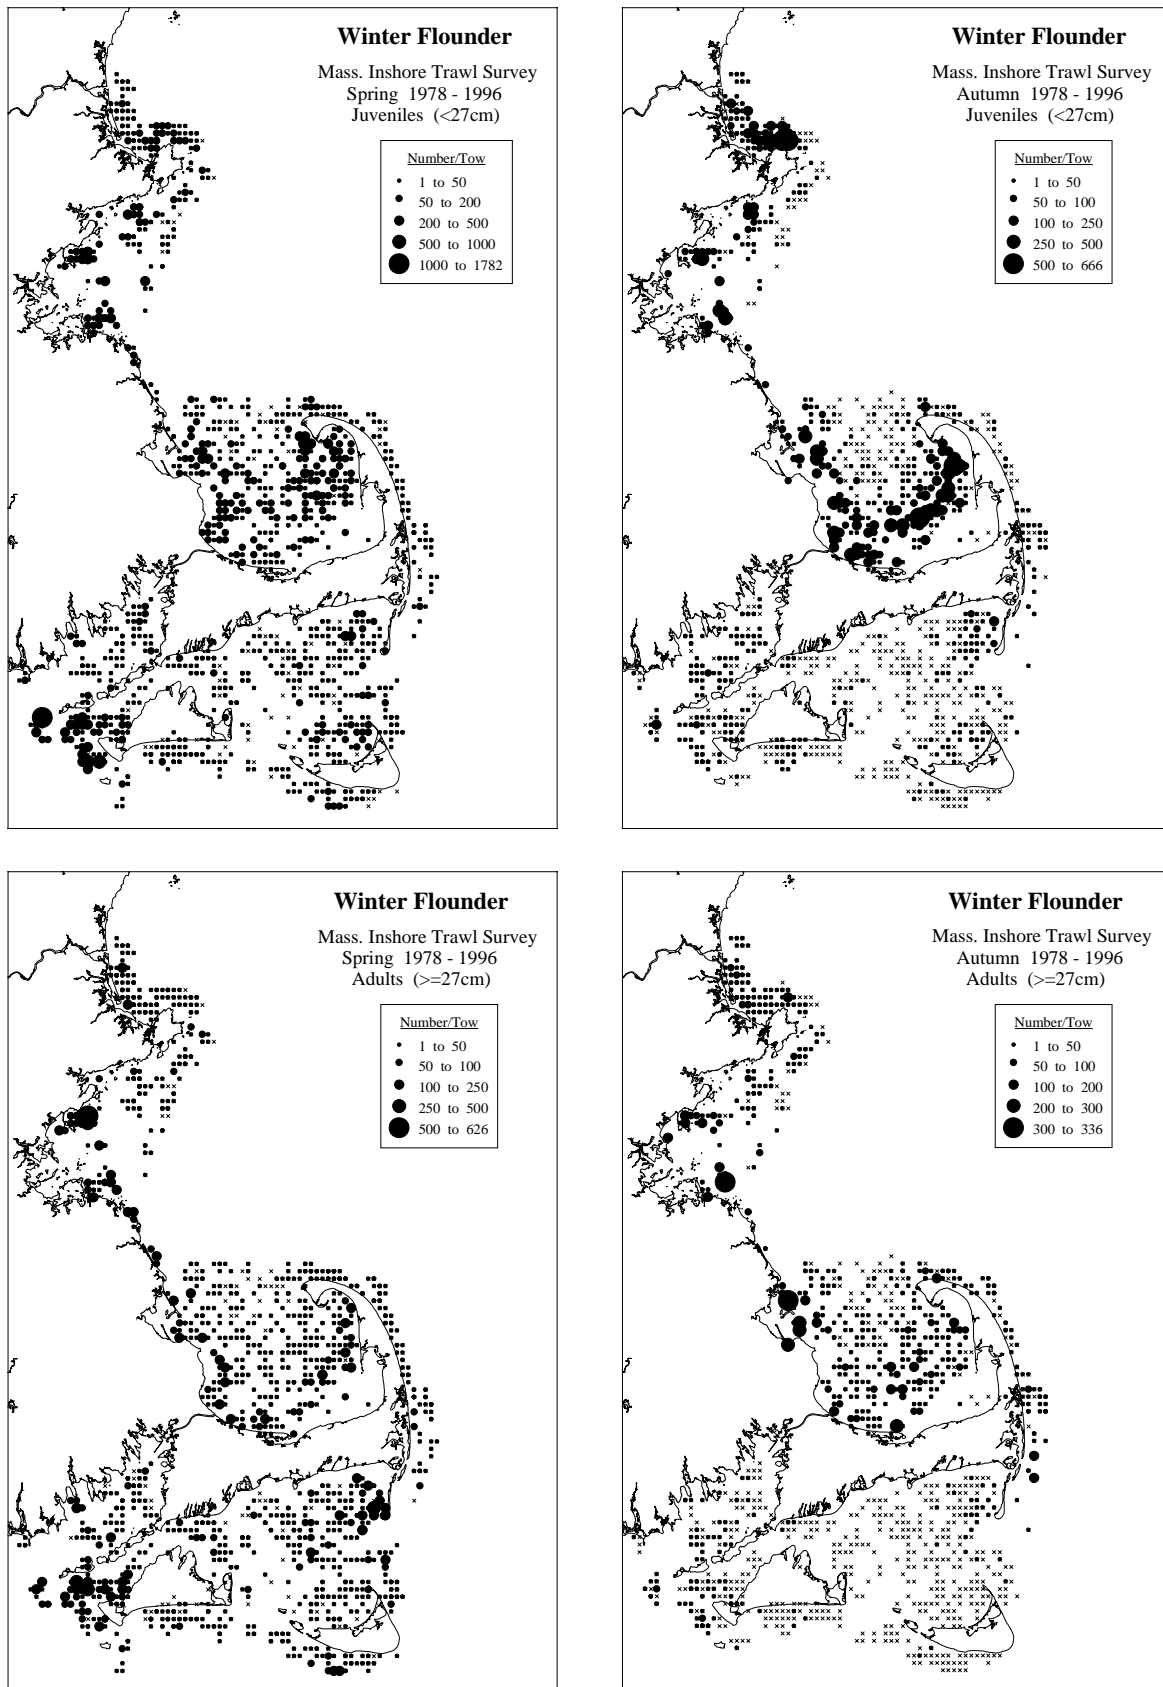 Winter Flounder
Mass. Inshore Trawl Survey
Spring 1978 - 1996
Juveniles (<27cm)
Number/Tow
1 to 50
50 to 200
200 to 500
500 to 1000
1000 to 1782
Winter Flounder
Mass. Inshore Trawl Survey
Autumn 1978 - 1996
Juveniles (<27cm)
Number/Tow
1 to 50
50 to 100
100 to 250
250 to 500
500 to 666
Winter Flounder
Mass. Inshore Trawl Survey
Spring 1978 - 1996
Adults (>=27cm)
Number/Tow
1 to 50
50 to 100
100 to 250
250 to 500
500 to 626
Winter Flounder
Mass. Inshore Trawl Survey
Autumn 1978 - 1996
Adults (>=27cm)
Number/Tow
1 to 50
50 to 100
100 to 200
200 to 300
300 to 336